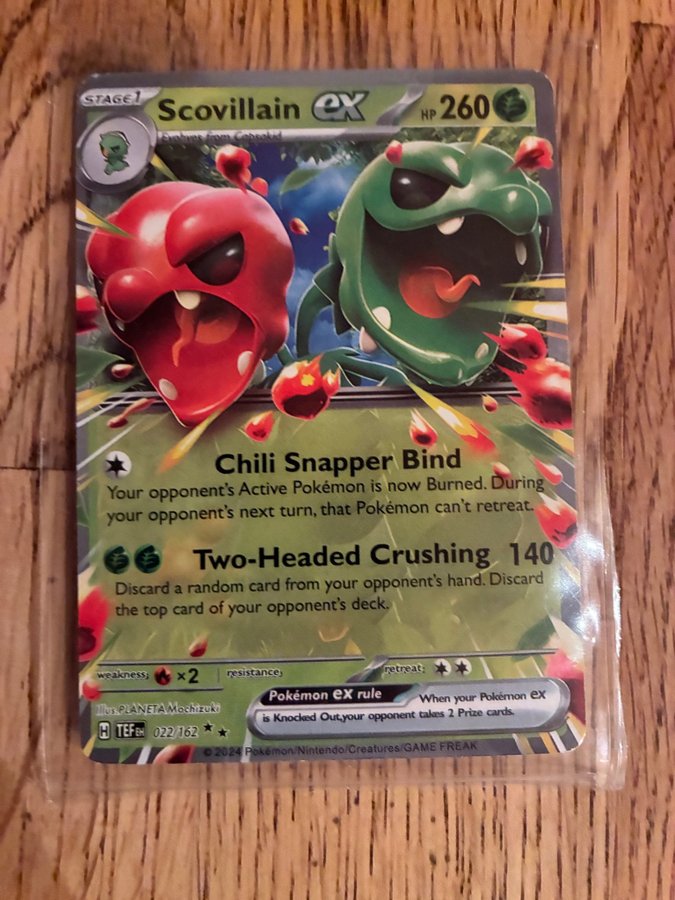 STAGE 1 Scovillain ex HP 260
Evolves from Capsakid
Chili Snapper Bind
Your opponent's Active Pokémon is now Burned. During
your opponent's next turn, that Pokémon can't retreat.
Two-Headed Crushing 140
Discard a random card from your opponent's hand. Discard
the top card of your opponent's deck.
weakness ×2 resistance retreat
Pokémon ex rule When your Pokémon ex
is Knocked Out, your opponent takes 2 Prize cards.
Illus. PLANETA Mochizuki
H TEF EN 022/162
© 2024 Pokémon/Nintendo/Creatures/GAME FREAK